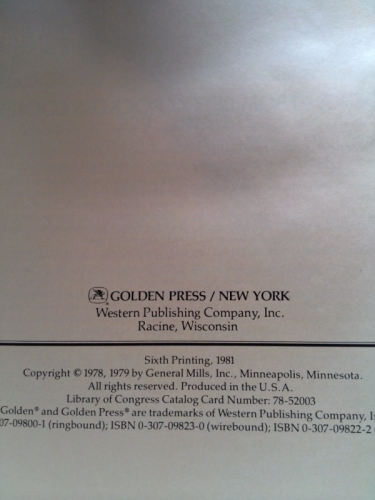 GOLDEN PRESS / NEW YORK
Western Publishing Company, Inc.
Racine, Wisconsin
Sixth Printing, 1981
Copyright © 1978, 1979 by General Mills, Inc., Minneapolis, Minnesota.
All rights reserved. Produced in the U.S.A.
Library of Congress Catalog Card Number: 78-52003
Golden® and Golden Press® are trademarks of Western Publishing Company, I
07-09800-1 (ringbound); ISBN 0-307-09823-0 (wirebound); ISBN 0-307-09822-2